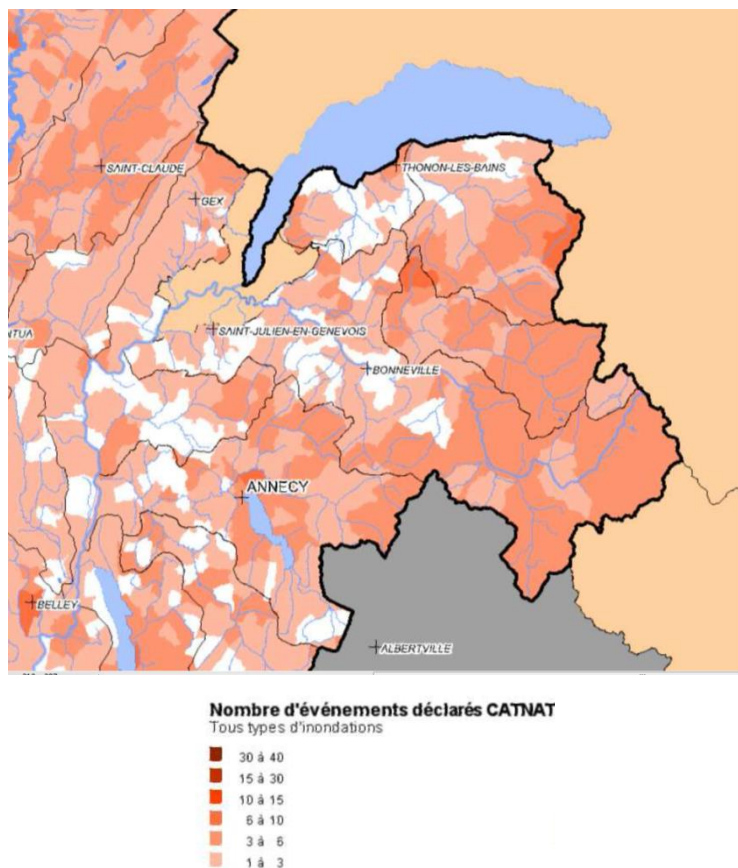 SAINT-CLAUDE
THONON-LES-BAINS
GEX
SAINT-JULIEN-EN-GENEVOIS
NTUA
BONNEVILLE
ANNECY
BELLEY
ALBERTVILLE
Nombre d'événements déclarés CATNAT
Tous types d'inondations
30 à 40
15 à 30
10 à 15
6 à 10
3 à 6
1 à 3